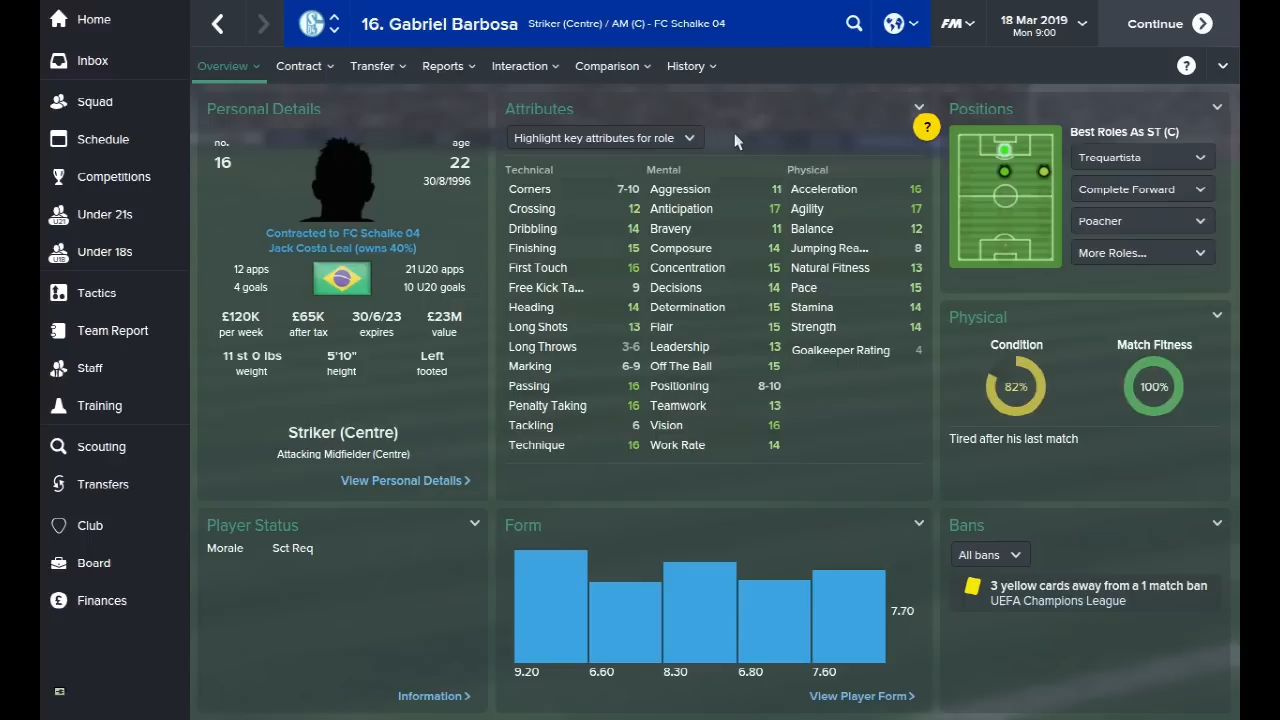 Home
Inbox
Squad
Schedule
Competitions
Under 21s
Under 18s
Tactics
Team Report
Staff
Training
Scouting
Transfers
Club
Board
Finances
16. Gabriel Barbosa Striker (Centre) / AM (C) - FC Schalke 04
FM
18 Mar 2019
Mon 9:00
Continue
Overview Contract Transfer Reports Interaction Comparison History ?
Personal Details
no.
16
age
22
30/8/1996
Contracted to FC Schalke 04
Jack Costa Leal (owns 40%)
12 apps
4 goals
21 U20 apps
10 U20 goals
£120K £65K 30/6/23 £23M
per week after tax expires value
11 st 0 lbs 5'10" Left
weight height footed
Striker (Centre)
Attacking Midfielder (Centre)
View Personal Details >
Attributes
?
Highlight key attributes for role
Technical Mental Physical
Corners 7-10 Aggression 11 Acceleration 16
Crossing 12 Anticipation 17 Agility 17
Dribbling 14 Bravery 11 Balance 12
Finishing 15 Composure 14 Jumping Rea... 8
First Touch 16 Concentration 15 Natural Fitness 13
Free Kick Ta... 9 Decisions 14 Pace 15
Heading 14 Determination 15 Stamina 14
Long Shots 13 Flair 15 Strength 14
Long Throws 3-6 Leadership 13 Goalkeeper Rating 4
Marking 6-9 Off The Ball 15
Passing 16 Positioning 8-10
Penalty Taking 16 Teamwork 13
Tackling 6 Vision 16
Technique 16 Work Rate 14
Positions
Best Roles As ST (C)
Trequartista
Complete Forward
Poacher
More Roles...
Physical
Condition Match Fitness
82% 100%
Tired after his last match
Player Status
Morale Sct Req
Information >
Form
7.70
9.20 6.60 8.30 6.80 7.60
View Player Form >
Bans
All bans
3 yellow cards away from a 1 match ban
UEFA Champions League